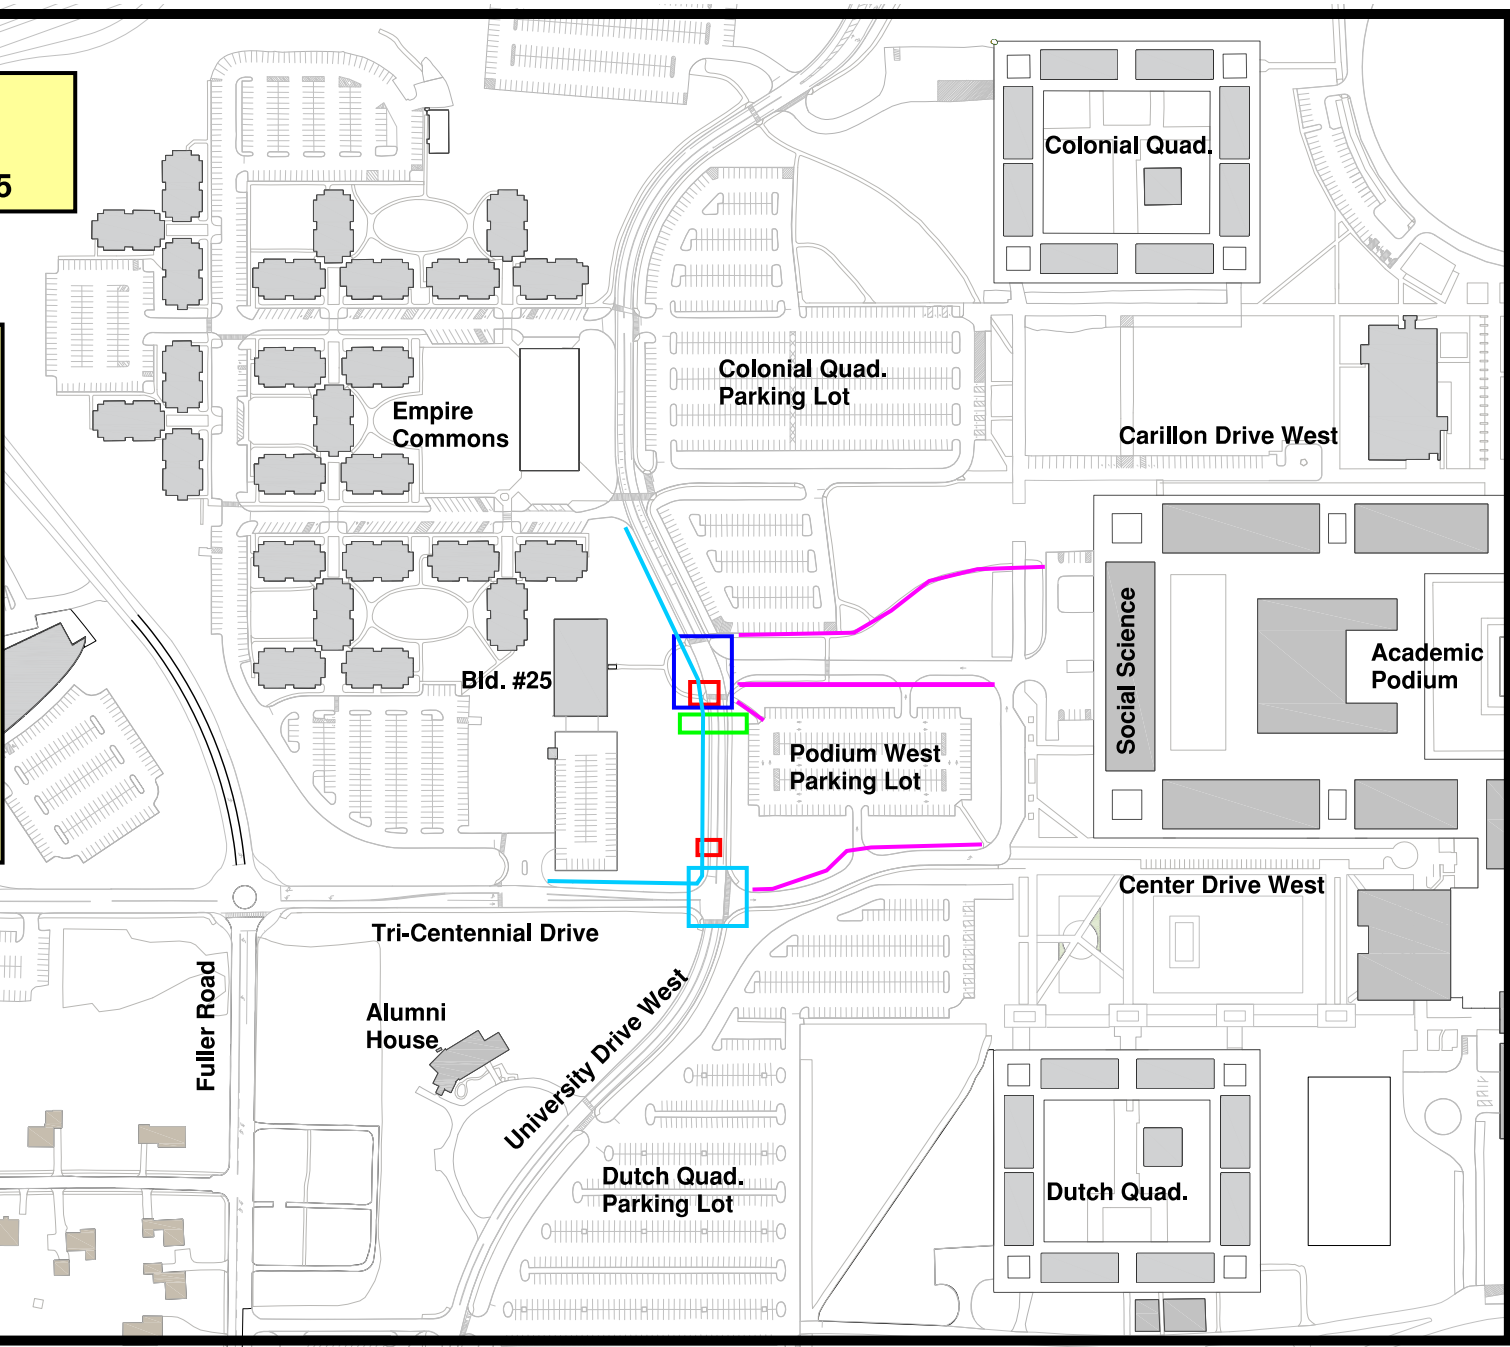 5
Colonial Quad.
Colonial Quad.
Parking Lot
Empire
Commons
Carillon Drive West
Social Science
Academic
Podium
Bld. #25
Podium West
Parking Lot
Center Drive West
Tri-Centennial Drive
Fuller Road
Alumni
House
University Drive West
Dutch Quad.
Parking Lot
Dutch Quad.